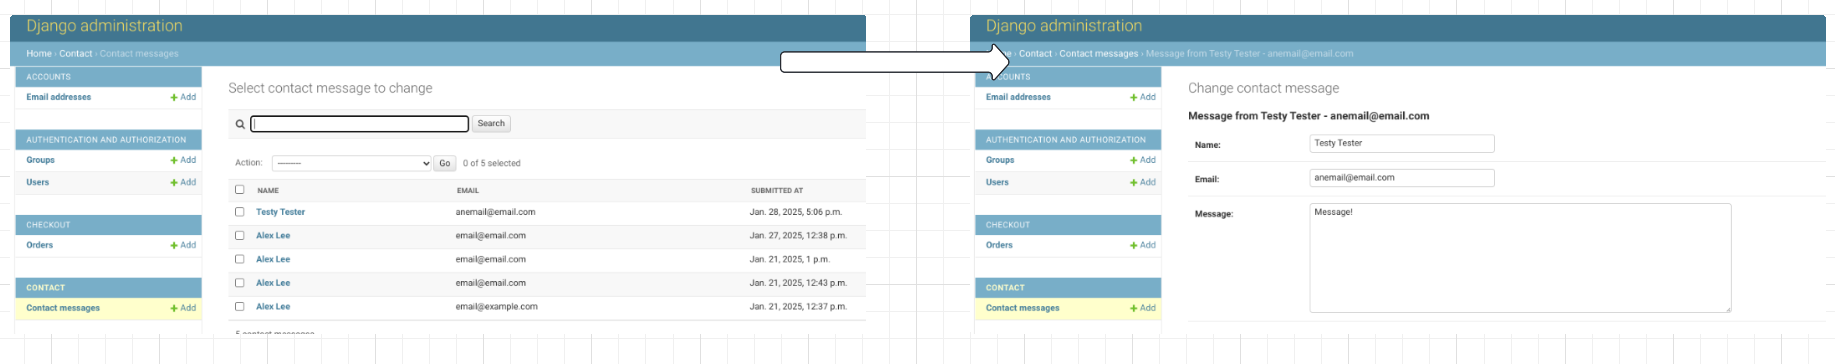 Django administration
Home › Contact › Contact messages
ACCOUNTS
Email addresses + Add
AUTHENTICATION AND AUTHORIZATION
Groups + Add
Users + Add
CHECKOUT
Orders + Add
CONTACT
Contact messages + Add
Select contact message to change
Search
Action: --------- Go 0 of 5 selected
NAME EMAIL SUBMITTED AT
Testy Tester anemail@email.com Jan. 28, 2025, 5:06 p.m.
Alex Lee email@email.com Jan. 27, 2025, 12:38 p.m.
Alex Lee email@email.com Jan. 21, 2025, 1 p.m.
Alex Lee email@email.com Jan. 21, 2025, 12:43 p.m.
Alex Lee email@example.com Jan. 21, 2025, 12:37 p.m.
5 contact messages
Django administration
› Contact › Contact messages › Message from Testy Tester - anemail@email.com
ACCOUNTS
Email addresses + Add
AUTHENTICATION AND AUTHORIZATION
Groups + Add
Users + Add
CHECKOUT
Orders + Add
CONTACT
Contact messages + Add
Change contact message
Message from Testy Tester - anemail@email.com
Name: Testy Tester
Email: anemail@email.com
Message: Message!